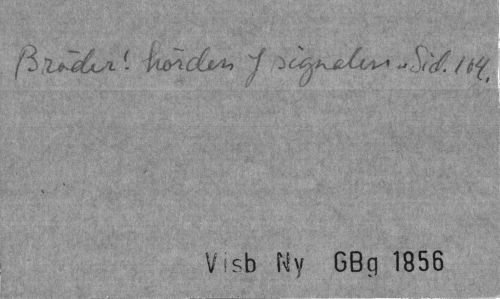 Bröder! hörden J signalen. Sid. 104.
Visb Ny GBg 1856